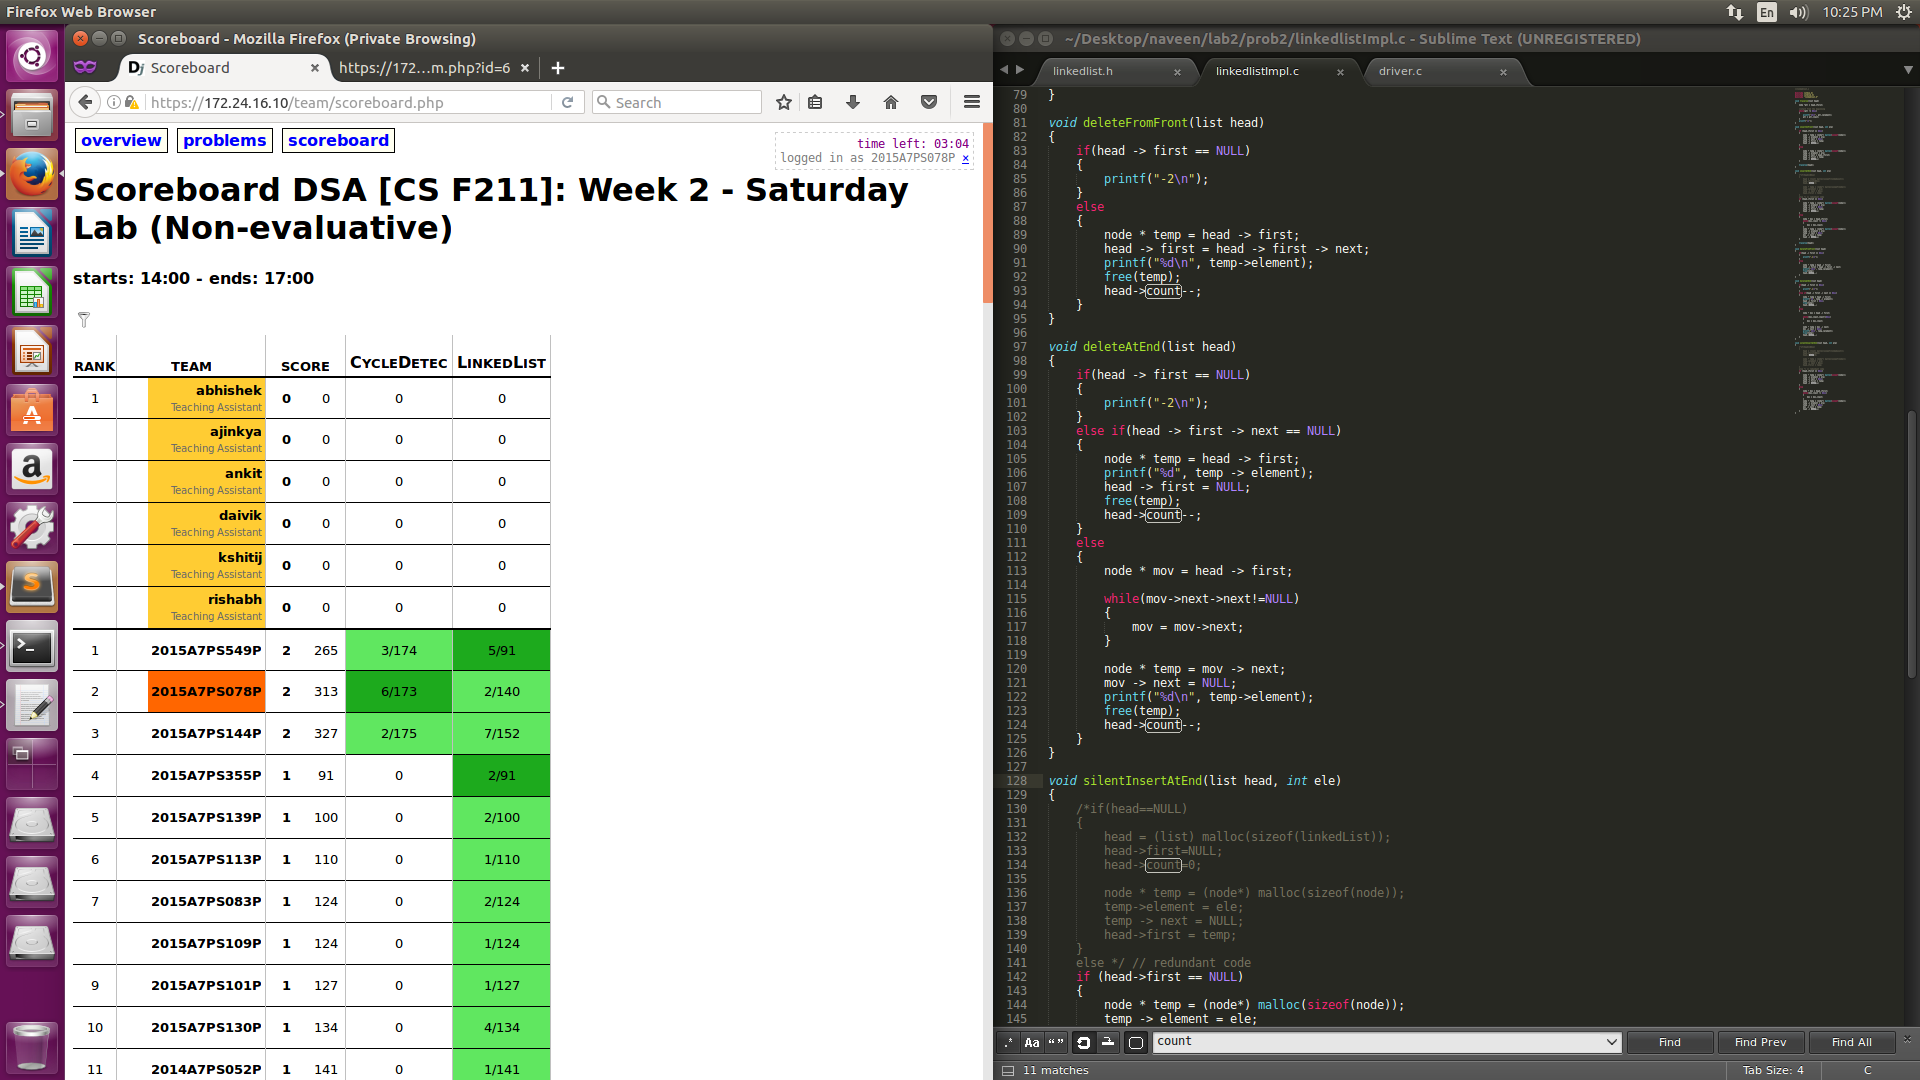 Firefox Web Browser
En
10:25 PM
Scoreboard - Mozilla Firefox (Private Browsing)
Dj Scoreboard ×
https://172...m.php?id=6 ×
https://172.24.16.10/team/scoreboard.php
Search
overview
problems
scoreboard
time left: 03:04
logged in as 2015A7PS078P ×
Scoreboard DSA [CS F211]: Week 2 - Saturday
Lab (Non-evaluative)
starts: 14:00 - ends: 17:00
RANK TEAM SCORE CYCLEDETEC LINKEDLIST
1 abhishek 0 0 0 0
Teaching Assistant
ajinkya 0 0 0 0
Teaching Assistant
ankit 0 0 0 0
Teaching Assistant
daivik 0 0 0 0
Teaching Assistant
kshitij 0 0 0 0
Teaching Assistant
rishabh 0 0 0 0
Teaching Assistant
1 2015A7PS549P 2 265 3/174 5/91
2 2015A7PS078P 2 313 6/173 2/140
3 2015A7PS144P 2 327 2/175 7/152
4 2015A7PS355P 1 91 0 2/91
5 2015A7PS139P 1 100 0 2/100
6 2015A7PS113P 1 110 0 1/110
7 2015A7PS083P 1 124 0 2/124
2015A7PS109P 1 124 0 1/124
9 2015A7PS101P 1 127 0 1/127
10 2015A7PS130P 1 134 0 4/134
11 2014A7PS052P 1 141 0 1/141
~/Desktop/naveen/lab2/prob2/linkedlistImpl.c - Sublime Text (UNREGISTERED)
linkedlist.h ×
linkedlistImpl.c ×
driver.c ×
79 }
80
81 void deleteFromFront(list head)
82 {
83 if(head -> first == NULL)
84 {
85 printf("-2\n");
86 }
87 else
88 {
89 node * temp = head -> first;
90 head -> first = head -> first -> next;
91 printf("%d\n", temp->element);
92 free(temp);
93 head->count--;
94 }
95 }
96
97 void deleteAtEnd(list head)
98 {
99 if(head -> first == NULL)
100 {
101 printf("-2\n");
102 }
103 else if(head -> first -> next == NULL)
104 {
105 node * temp = head -> first;
106 printf("%d", temp -> element);
107 head -> first = NULL;
108 free(temp);
109 head->count--;
110 }
111 else
112 {
113 node * mov = head -> first;
114
115 while(mov->next->next!=NULL)
116 {
117 mov = mov->next;
118 }
119
120 node * temp = mov -> next;
121 mov -> next = NULL;
122 printf("%d\n", temp->element);
123 free(temp);
124 head->count--;
125 }
126 }
127
128 void silentInsertAtEnd(list head, int ele)
129 {
130 /*if(head==NULL)
131 {
132 head = (list) malloc(sizeof(linkedList));
133 head->first=NULL;
134 head->count=0;
135
136 node * temp = (node*) malloc(sizeof(node));
137 temp->element = ele;
138 temp -> next = NULL;
139 head->first = temp;
140 }
141 else */ // redundant code
142 if (head->first == NULL)
143 {
144 node * temp = (node*) malloc(sizeof(node));
145 temp -> element = ele;
.* Aa “” count Find Find Prev Find All ×
11 matches
Tab Size: 4
C